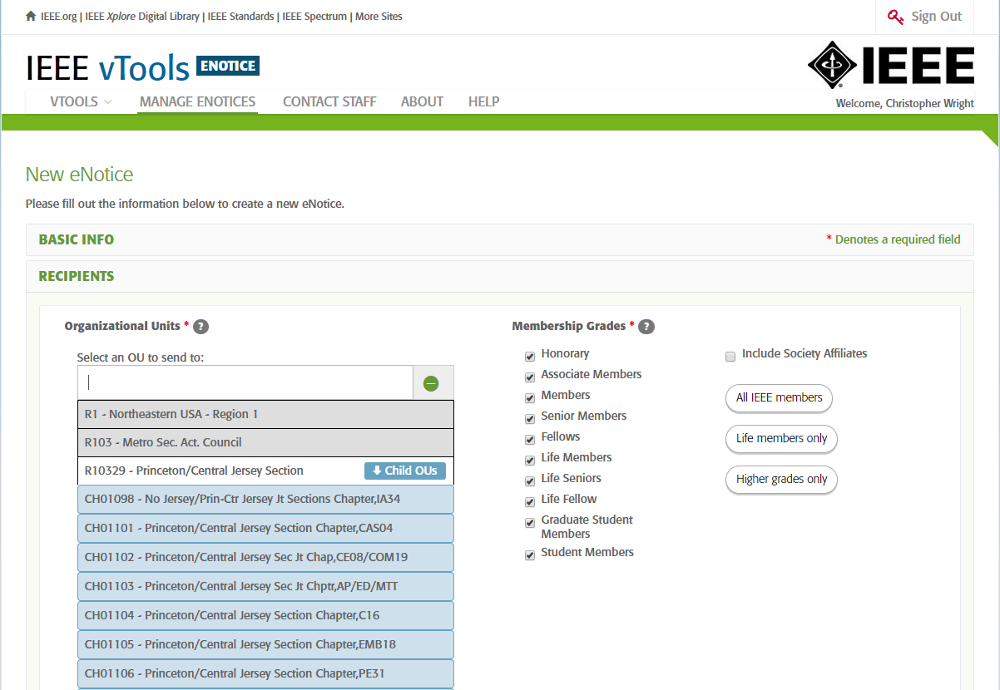 IEEE.org | IEEE Xplore Digital Library | IEEE Standards | IEEE Spectrum | More Sites
Sign Out
IEEE vTools ENOTICE
IEEE
VTOOLS MANAGE ENOTICES CONTACT STAFF ABOUT HELP
Welcome, Christopher Wright
New eNotice
Please fill out the information below to create a new eNotice.
BASIC INFO
* Denotes a required field
RECIPIENTS
Organizational Units * ?
Select an OU to send to:
R1 - Northeastern USA - Region 1
R103 - Metro Sec. Act. Council
R10329 - Princeton/Central Jersey Section
Child OUs
CH01098 - No Jersey/Prin-Ctr Jersey Jt Sections Chapter,IA34
CH01101 - Princeton/Central Jersey Section Chapter,CAS04
CH01102 - Princeton/Central Jersey Sec Jt Chap,CE08/COM19
CH01103 - Princeton/Central Jersey Sec Jt Chptr,AP/ED/MTT
CH01104 - Princeton/Central Jersey Section Chapter,C16
CH01105 - Princeton/Central Jersey Section Chapter,EMB18
CH01106 - Princeton/Central Jersey Section Chapter,PE31
Membership Grades * ?
Honorary
Associate Members
Members
Senior Members
Fellows
Life Members
Life Seniors
Life Fellow
Graduate Student
Members
Student Members
Include Society Affiliates
All IEEE members
Life members only
Higher grades only